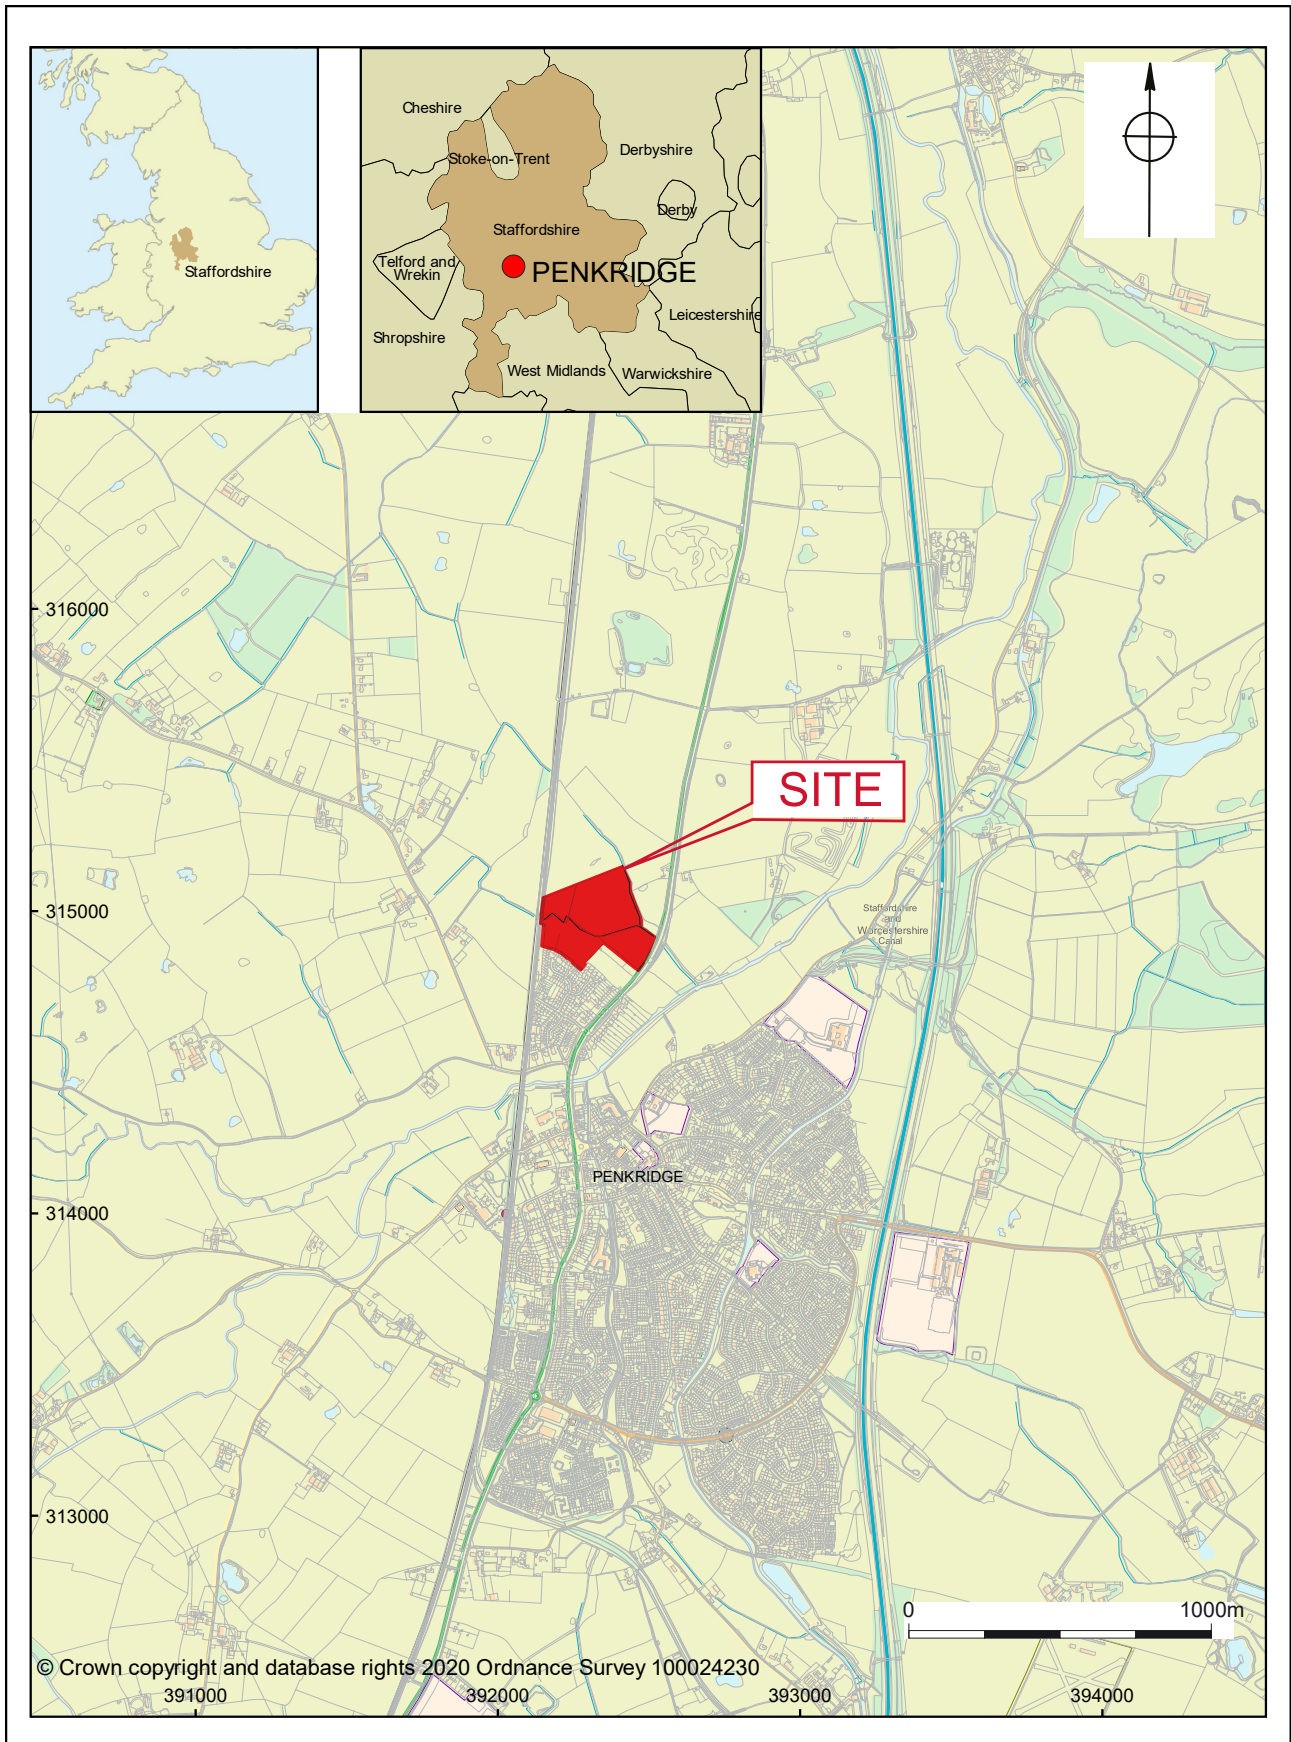 Staffordshire
Cheshire
Stoke-on-Trent
Derbyshire
Derby
Staffordshire
Telford and
Wrekin
PENKRIDGE
Leicestershire
Shropshire
West Midlands
Warwickshire
316000
SITE
315000
Staffordshire
and
Worcestershire
Canal
PENKRIDGE
314000
313000
0
1000m
© Crown copyright and database rights 2020 Ordnance Survey 100024230
391000
392000
393000
394000